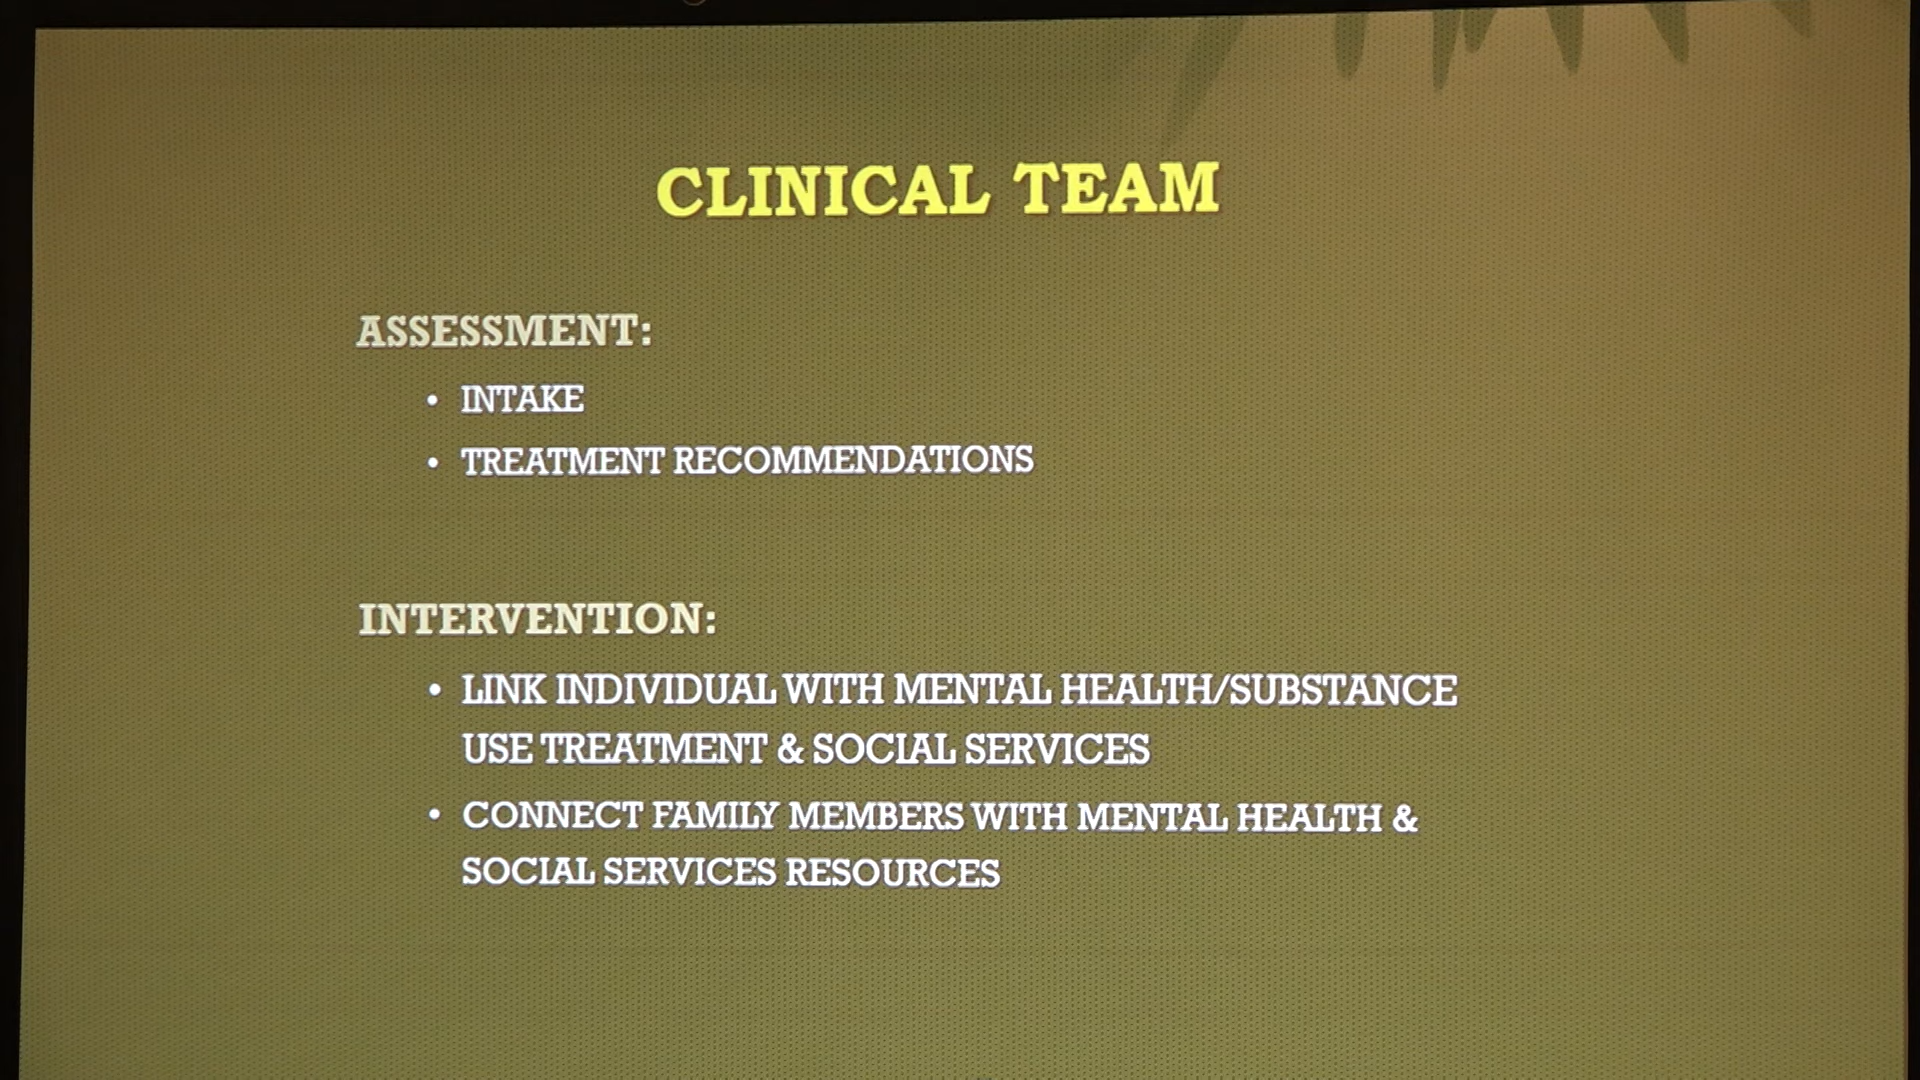 CLINICAL TEAM
ASSESSMENT:
• INTAKE
• TREATMENT RECOMMENDATIONS
INTERVENTION:
• LINK INDIVIDUAL WITH MENTAL HEALTH/SUBSTANCE
USE TREATMENT & SOCIAL SERVICES
• CONNECT FAMILY MEMBERS WITH MENTAL HEALTH &
SOCIAL SERVICES RESOURCES